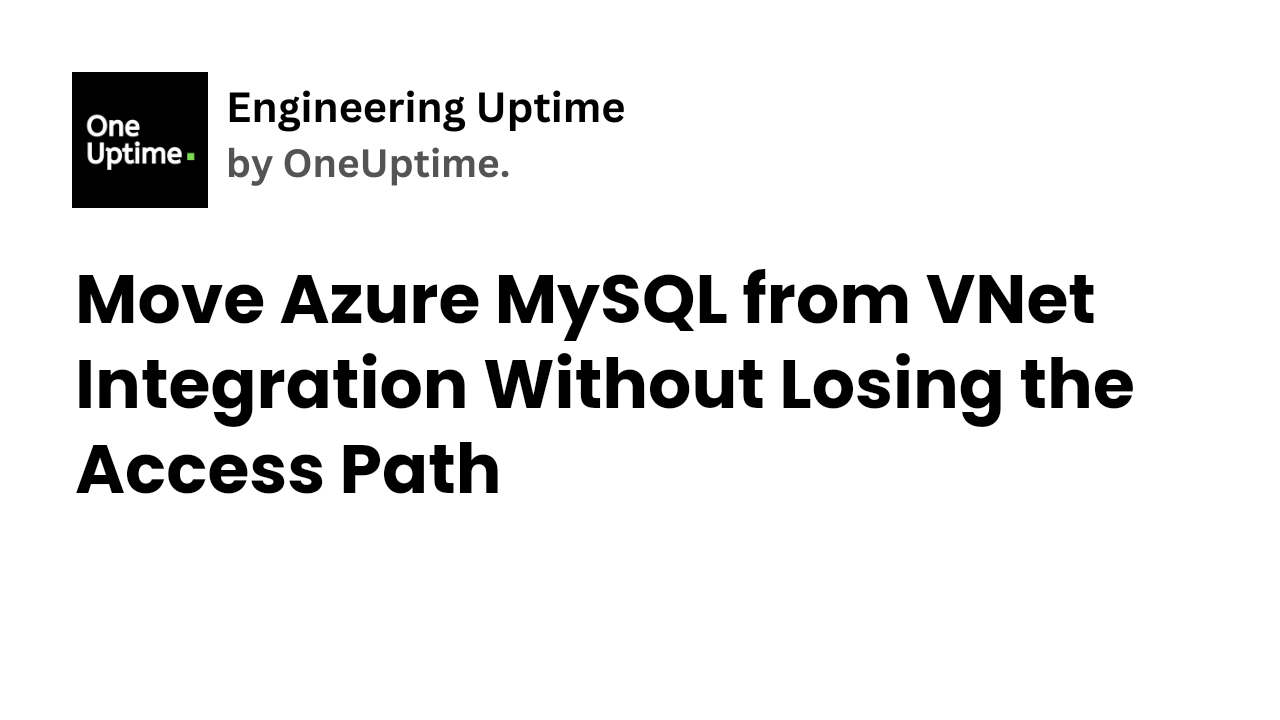 One
Uptime.
Engineering Uptime
by OneUptime.
Move Azure MySQL from VNet
Integration Without Losing the
Access Path